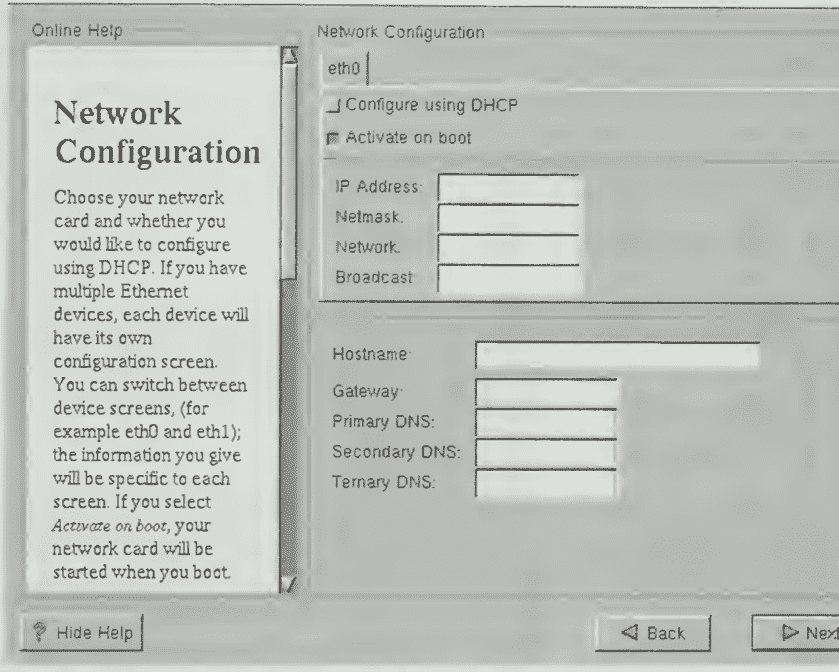 Online Help
Network
Configuration
Choose your network
card and whether you
would like to configure
using DHCP. If you have
multiple Ethernet
devices, each device will
have its own
configuration screen.
You can switch between
device screens, (for
example eth0 and eth1);
the information you give
will be specific to each
screen. If you select
Activate on boot, your
network card will be
started when you boot.
Network Configuration
eth0
Configure using DHCP
Activate on boot
IP Address:
Netmask:
Network:
Broadcast:
Hostname:
Gateway:
Primary DNS:
Secondary DNS:
Ternary DNS:
? Hide Help
Back
Next